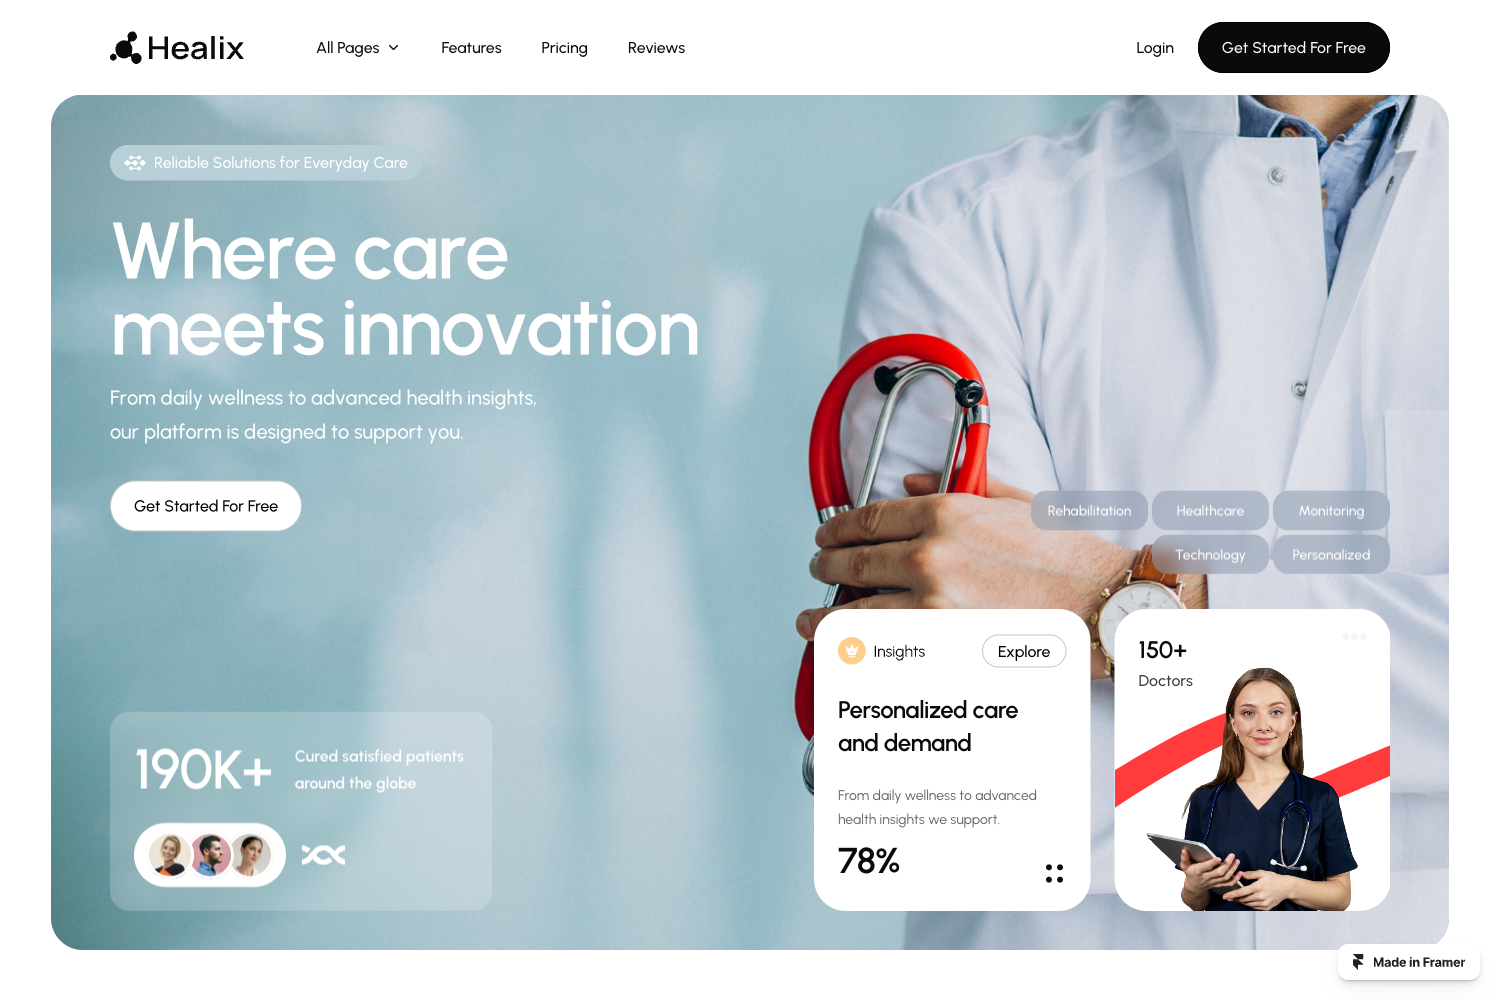 Healix
All Pages
Features
Pricing
Reviews
Login
Get Started For Free
Reliable Solutions for Everyday Care
Where care
meets innovation
From daily wellness to advanced health insights,
our platform is designed to support you.
Get Started For Free
Rehabilitation
Healthcare
Monitoring
Technology
Personalized
190K+
Cured satisfied patients
around the globe
Insights
Explore
Personalized care
and demand
From daily wellness to advanced
health insights we support.
78%
150+
Doctors
Made in Framer